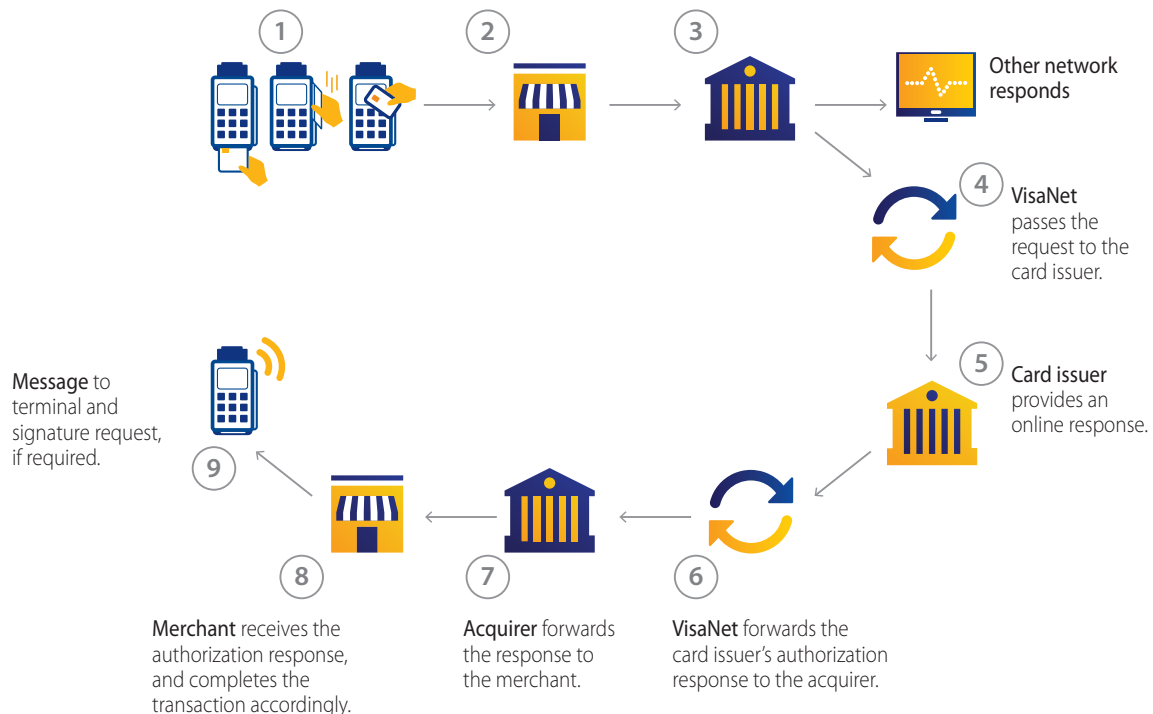 1
2
3
Other network
responds
4
VisaNet
passes the
request to the
card issuer.
5
Card issuer
provides an
online response.
6
VisaNet forwards the
card issuer’s authorization
response to the acquirer.
7
Acquirer forwards
the response to
the merchant.
8
Merchant receives the
authorization response,
and completes the
transaction accordingly.
9
Message to
terminal and
signature request,
if required.